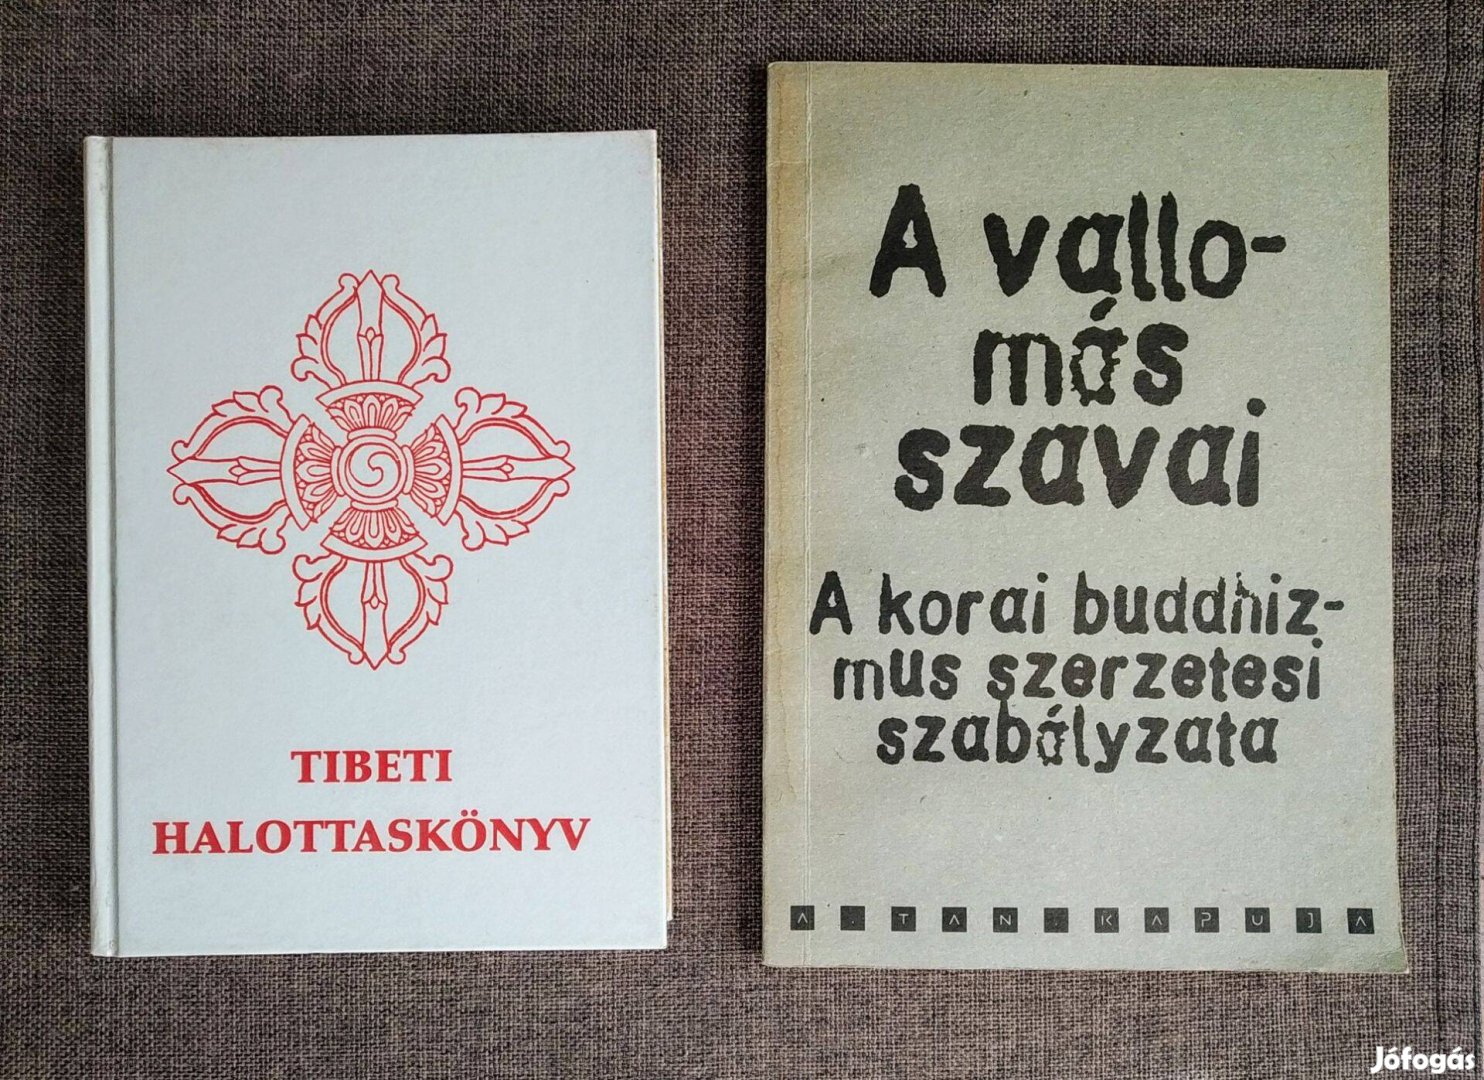 TIBETI
HALOTTASKÖNYV
A vallo-
más
szavai
A korai buddhiz-
mus szerzetesi
szabályzata
A.TAN KAPUJA
Jófogás